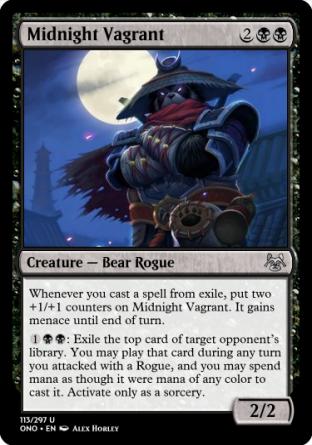 Midnight Vagrant 2
Creature — Bear Rogue
Whenever you cast a spell from exile, put two
+1/+1 counters on Midnight Vagrant. It gains
menace until end of turn.
1: Exile the top card of target opponent's
library. You may play that card during any turn
you attacked with a Rogue, and you may spend
mana as though it were mana of any color to
cast it. Activate only as a sorcery.
2/2
113/297 U
ONO • EN Alex Horley